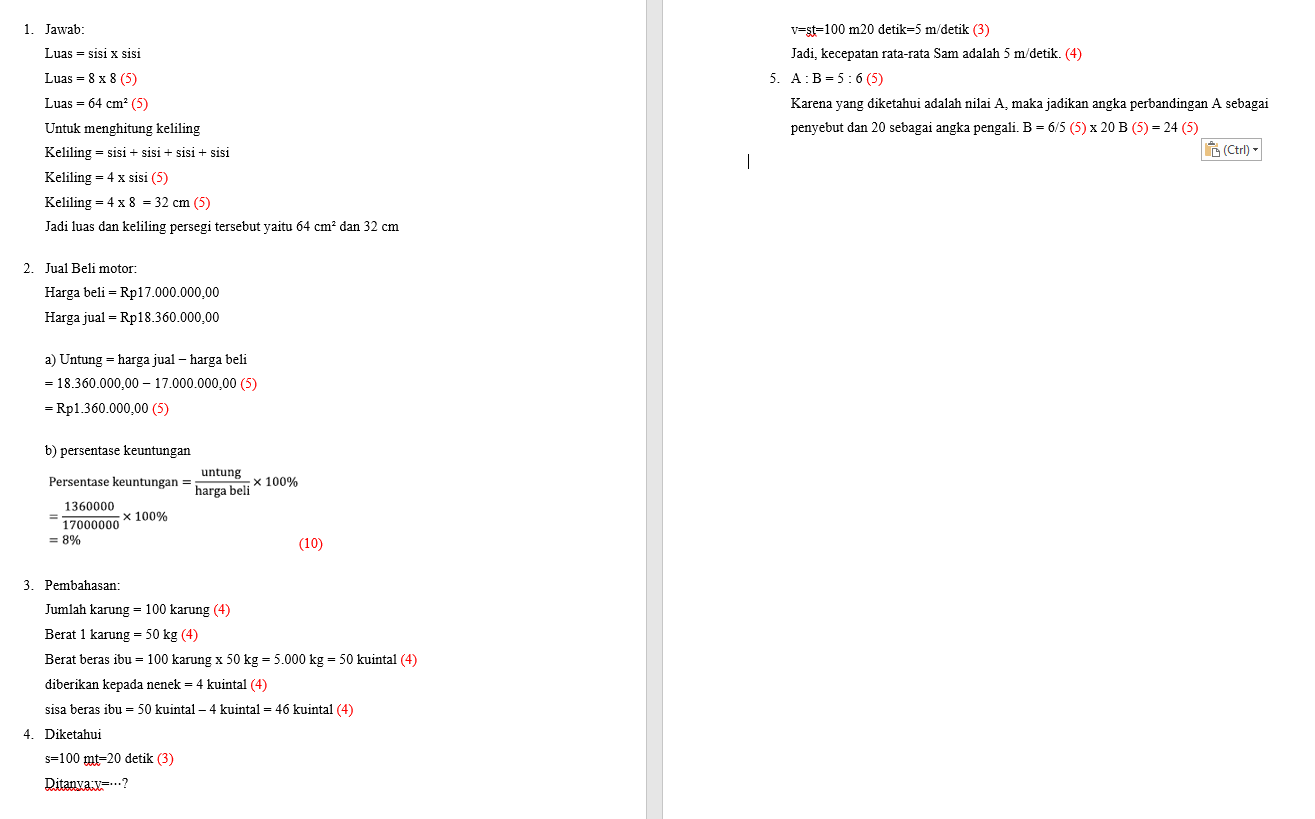 1. Jawab:
Luas = sisi x sisi
Luas = 8 x 8 (5)
Luas = 64 cm² (5)
Untuk menghitung keliling
Keliling = sisi + sisi + sisi + sisi
Keliling = 4 x sisi (5)
Keliling = 4 x 8 = 32 cm (5)
Jadi luas dan keliling persegi tersebut yaitu 64 cm² dan 32 cm
2. Jual Beli motor:
Harga beli = Rp17.000.000,00
Harga jual = Rp18.360.000,00
a) Untung = harga jual – harga beli
= 18.360.000,00 – 17.000.000,00 (5)
= Rp1.360.000,00 (5)
b) persentase keuntungan
Persentase keuntungan = untung / harga beli × 100%
= 1360000 / 17000000 × 100%
= 8% (10)
3. Pembahasan:
Jumlah karung = 100 karung (4)
Berat 1 karung = 50 kg (4)
Berat beras ibu = 100 karung x 50 kg = 5.000 kg = 50 kuintal (4)
diberikan kepada nenek = 4 kuintal (4)
sisa beras ibu = 50 kuintal – 4 kuintal = 46 kuintal (4)
4. Diketahui
s=100 mt=20 detik (3)
Ditanya:v=⋯?
v=st=100 m20 detik=5 m/detik (3)
Jadi, kecepatan rata-rata Sam adalah 5 m/detik. (4)
5. A : B = 5 : 6 (5)
Karena yang diketahui adalah nilai A, maka jadikan angka perbandingan A sebagai
penyebut dan 20 sebagai angka pengali. B = 6/5 (5) x 20 B (5) = 24 (5)
(Ctrl)